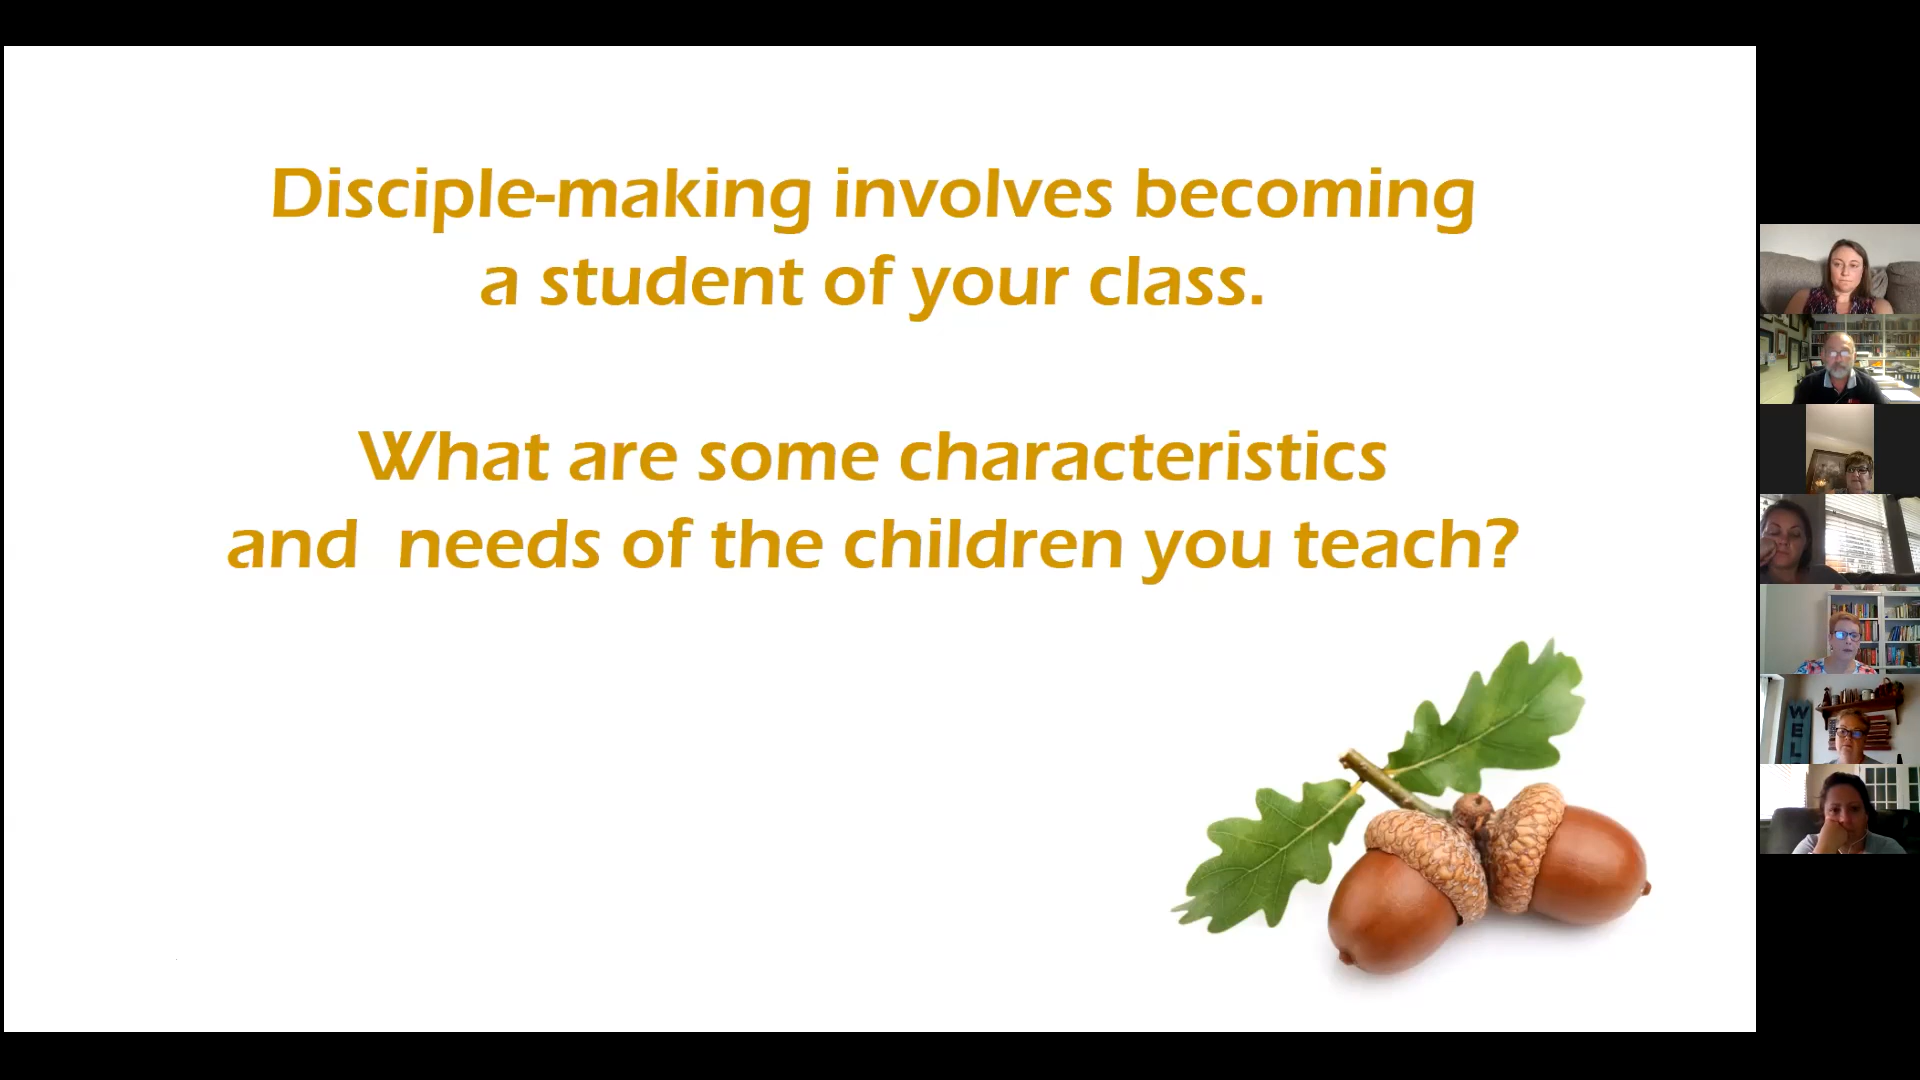 Disciple-making involves becoming
a student of your class.
What are some characteristics
and needs of the children you teach?
WEL